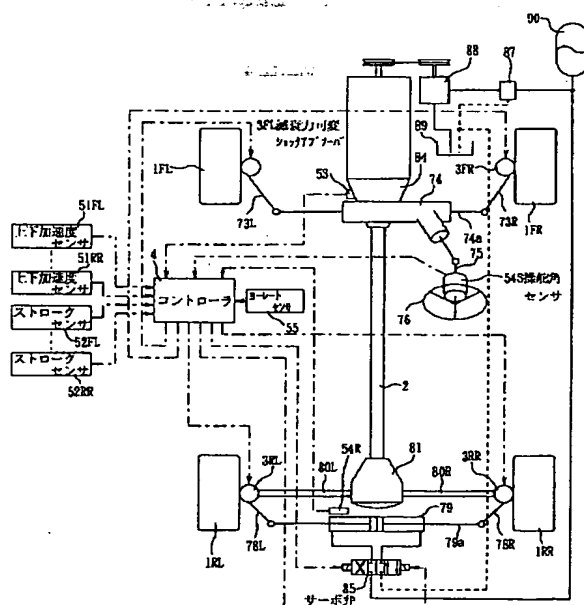 90
88
87
3FL減衰力可変
ショックアブソーバ
89
1FL
53
84
74
3FR
1FR
73L
73R
74a
75
51FL
上下加速度
センサ
51RR
上下加速度
センサ
ストローク
センサ
52FL
ストローク
センサ
52RR
4
コントローラ
ヨーレート
センサ
55
54S操舵角
センサ
76
2
81
3RL
80L
54R
80R
3RR
79
1RL
78L
79a
78R
1RR
85
サーボ弁